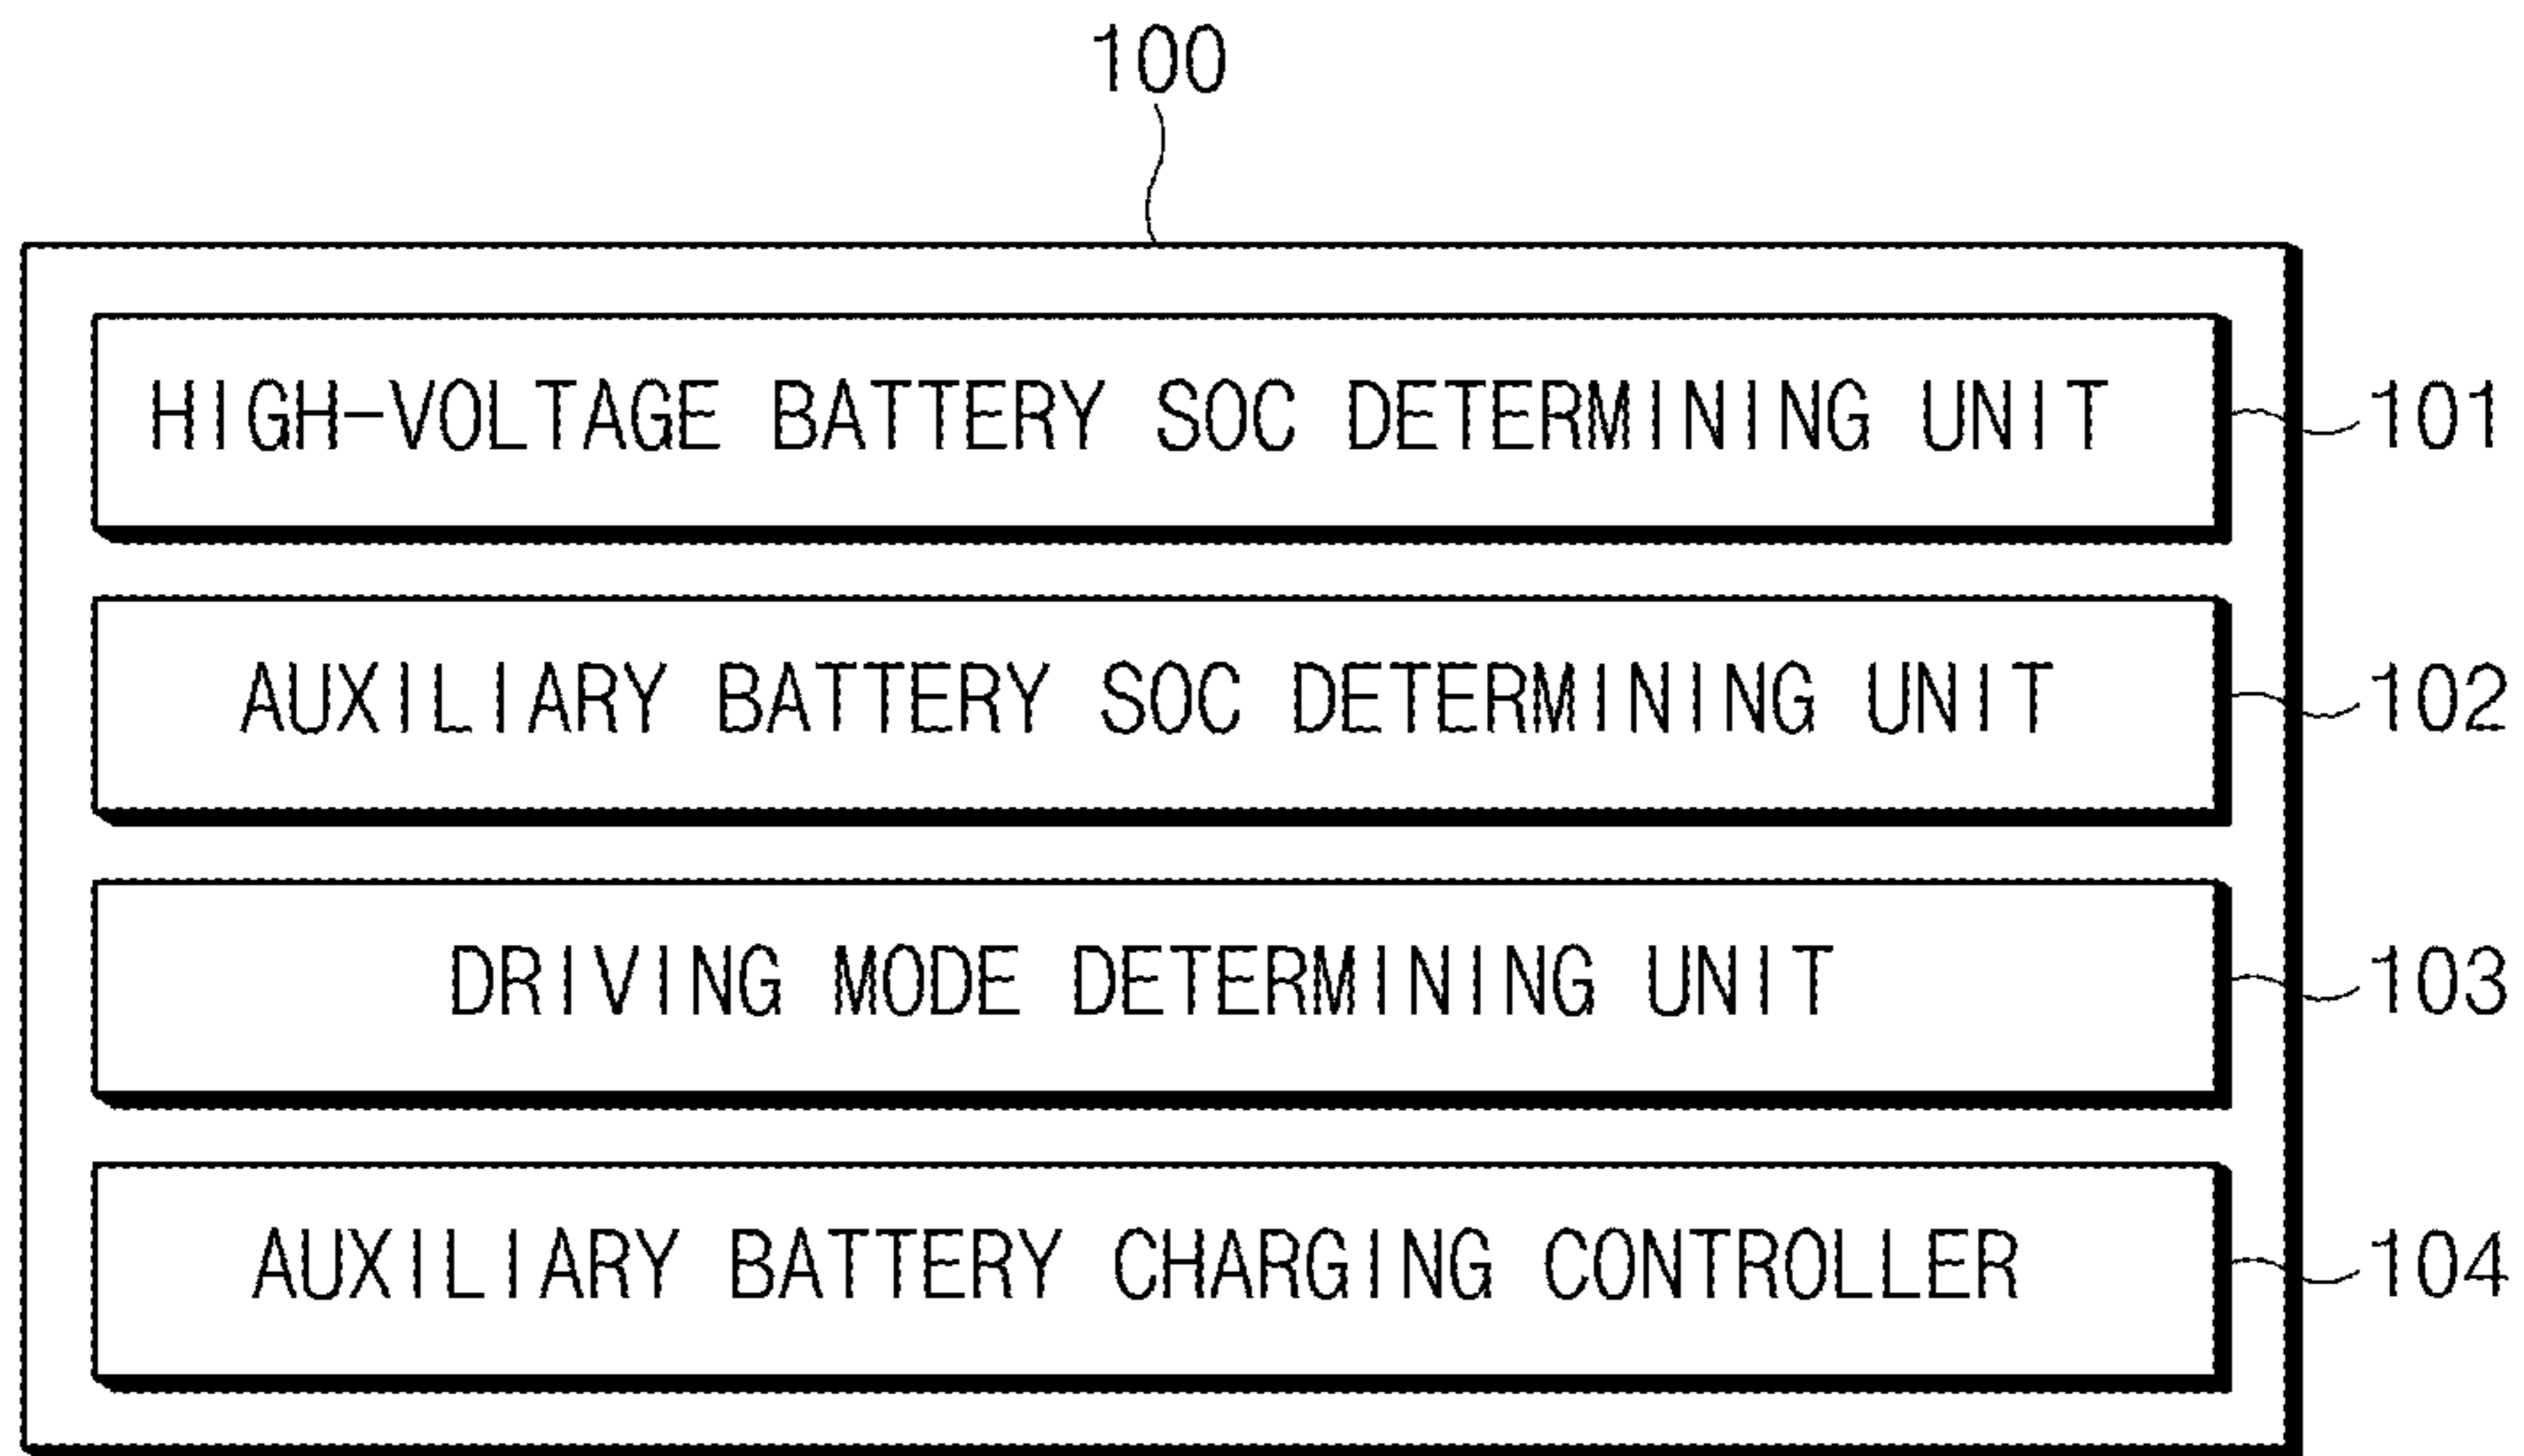 100
HIGH-VOLTAGE BATTERY SOC DETERMINING UNIT 101
AUXILIARY BATTERY SOC DETERMINING UNIT 102
DRIVING MODE DETERMINING UNIT 103
AUXILIARY BATTERY CHARGING CONTROLLER 104